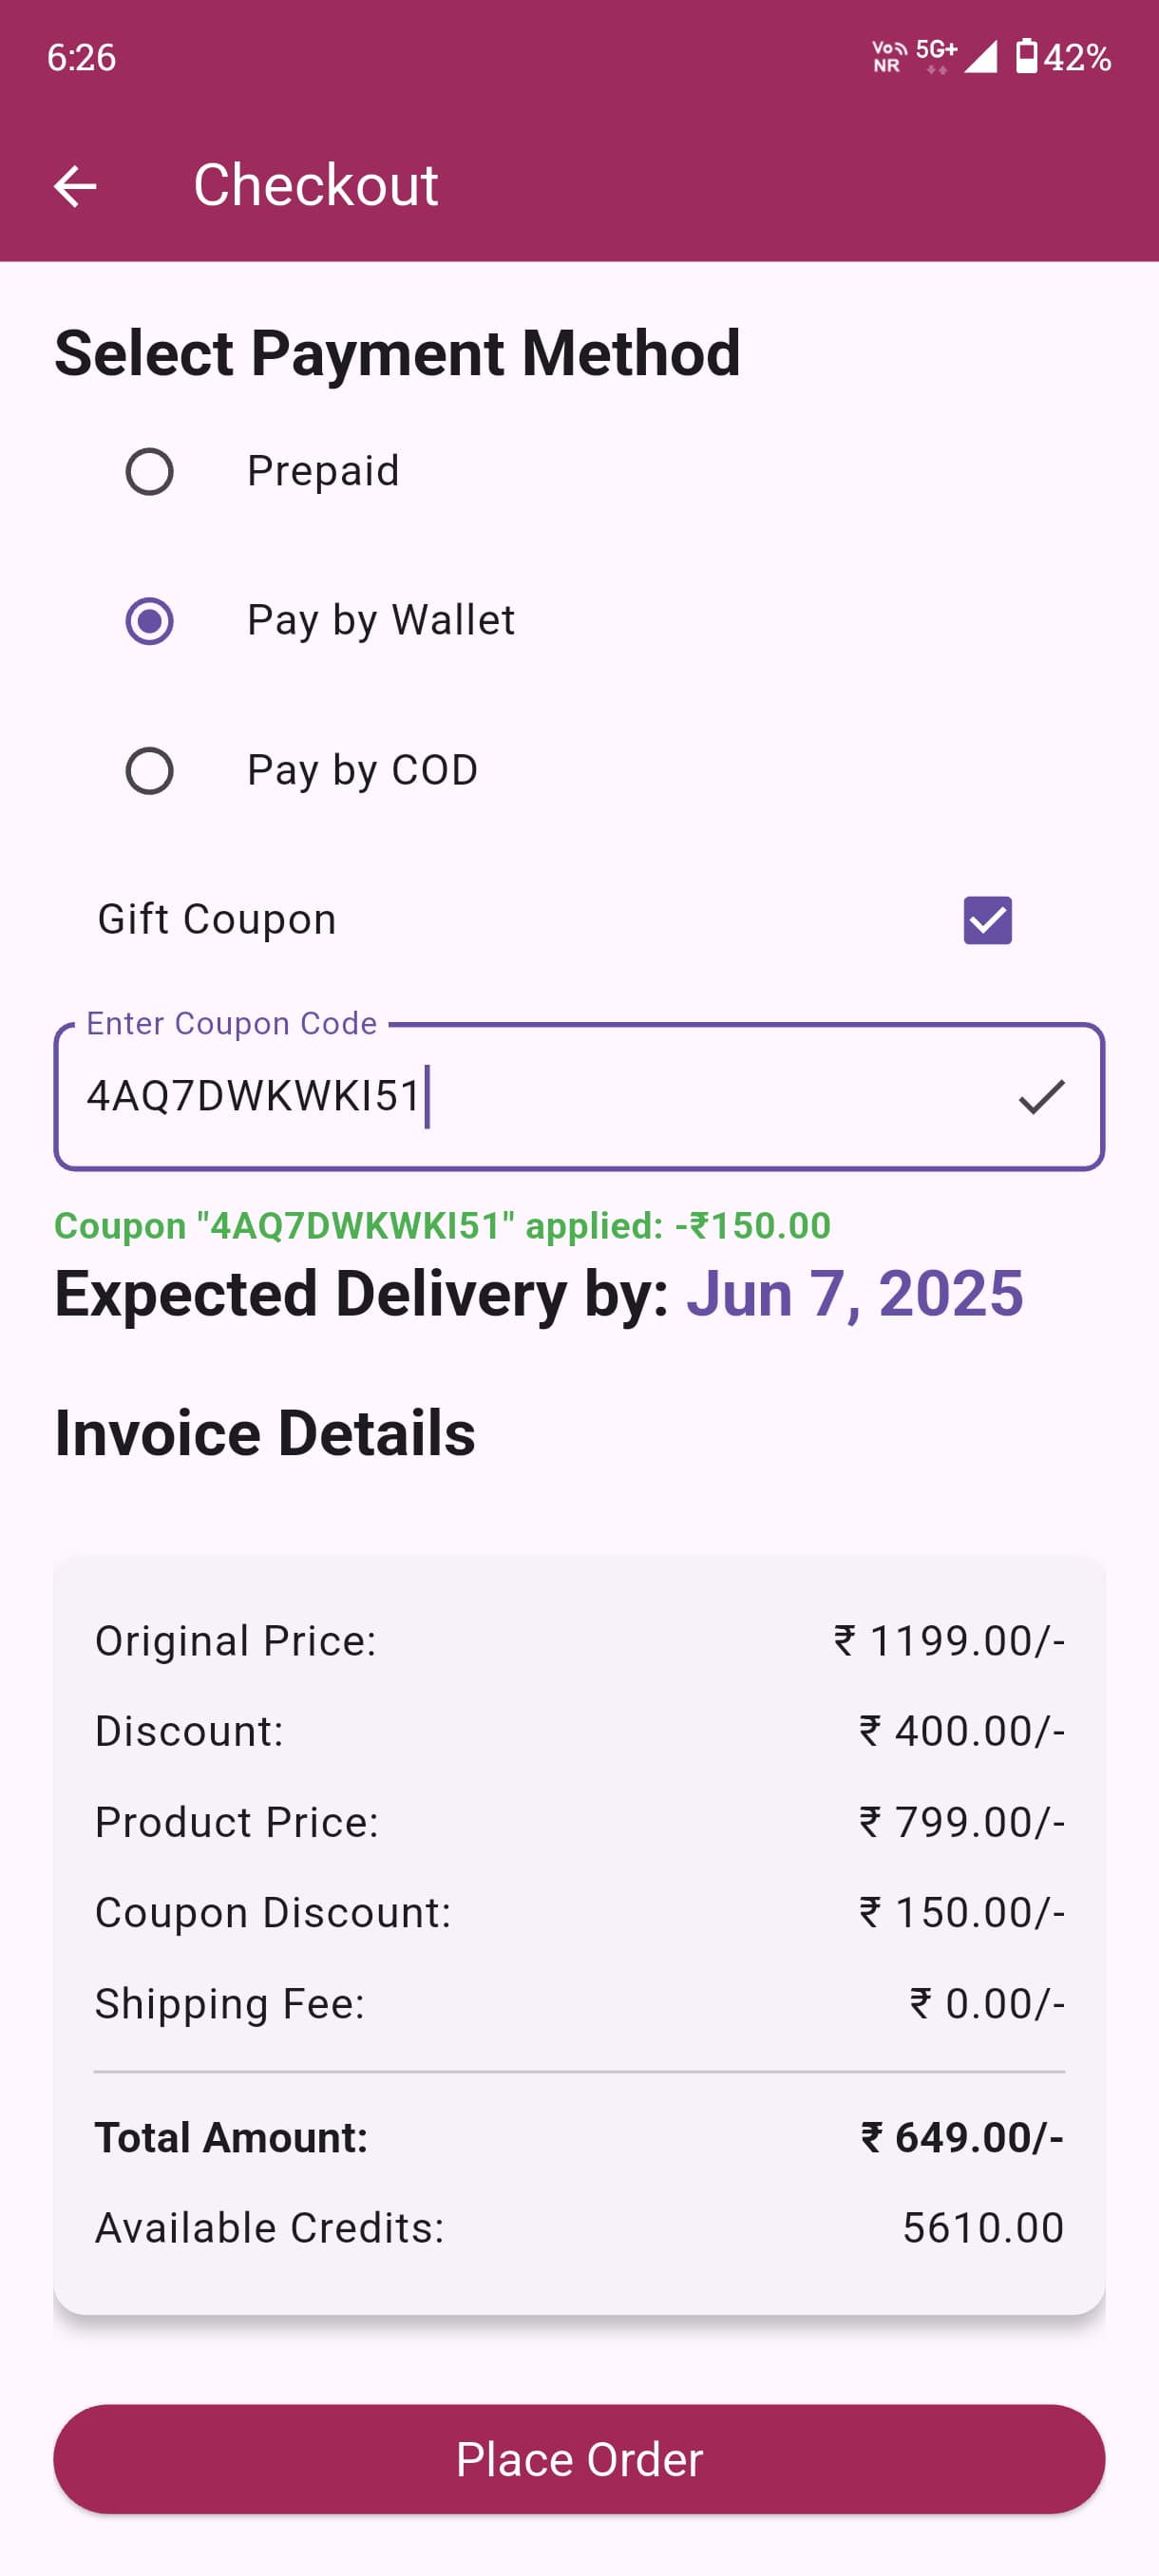 6:26
Vo NR 5G+ 42%
Checkout
Select Payment Method
Prepaid
Pay by Wallet
Pay by COD
Gift Coupon
Enter Coupon Code
4AQ7DWKWKI51
Coupon "4AQ7DWKWKI51" applied: -₹150.00
Expected Delivery by: Jun 7, 2025
Invoice Details
Original Price: ₹ 1199.00/-
Discount: ₹ 400.00/-
Product Price: ₹ 799.00/-
Coupon Discount: ₹ 150.00/-
Shipping Fee: ₹ 0.00/-
Total Amount: ₹ 649.00/-
Available Credits: 5610.00
Place Order